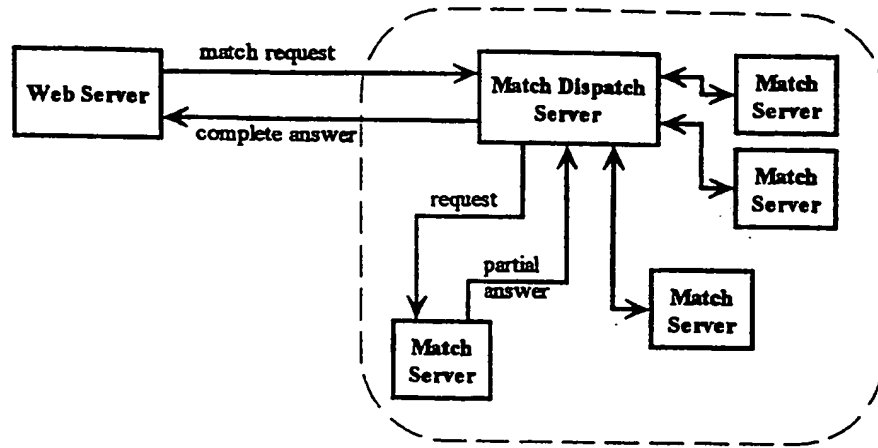 match request
Web Server
Match Dispatch
Server
Match
Server
complete answer
Match
Server
request
partial
answer
Match
Server
Match
Server